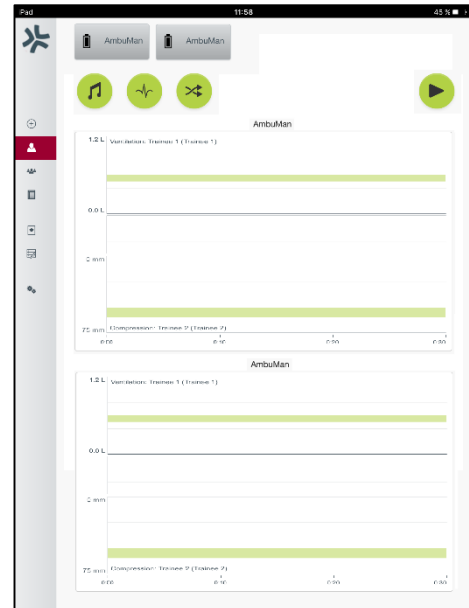 iPad 11:58 45 %
AmbuMan AmbuMan
AmbuMan
1.2 L Ventilation: Trainee 1 (Trainee 1)
0.0 L
0 mm
75 mm Compression: Trainee 2 (Trainee 2)
0:00 0:10 0:20 0:30
AmbuMan
1.2 L Ventilation: Trainee 1 (Trainee 1)
0.0 L
0 mm
75 mm Compression: Trainee 2 (Trainee 2)
0:00 0:10 0:20 0:30